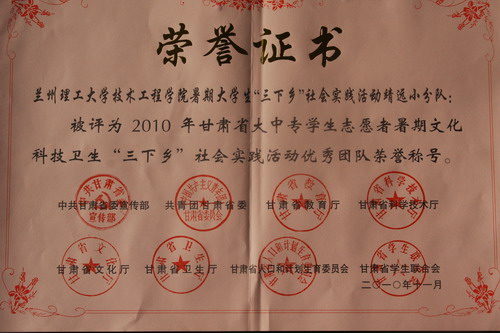 荣誉证书
兰州理工大学技术工程学院暑期大学生“三下乡”社会实践活动靖远小分队：
被评为 2010 年甘肃省大中专学生志愿者暑期文化
科技卫生“三下乡”社会实践活动优秀团队荣誉称号。
中共甘肃省委宣传部 共青团甘肃省委 甘肃省教育厅 甘肃省科学技术厅
甘肃省文化厅 甘肃省卫生厅 甘肃省人口和计划生育委员会 甘肃省学生联合会
二〇一〇年十一月